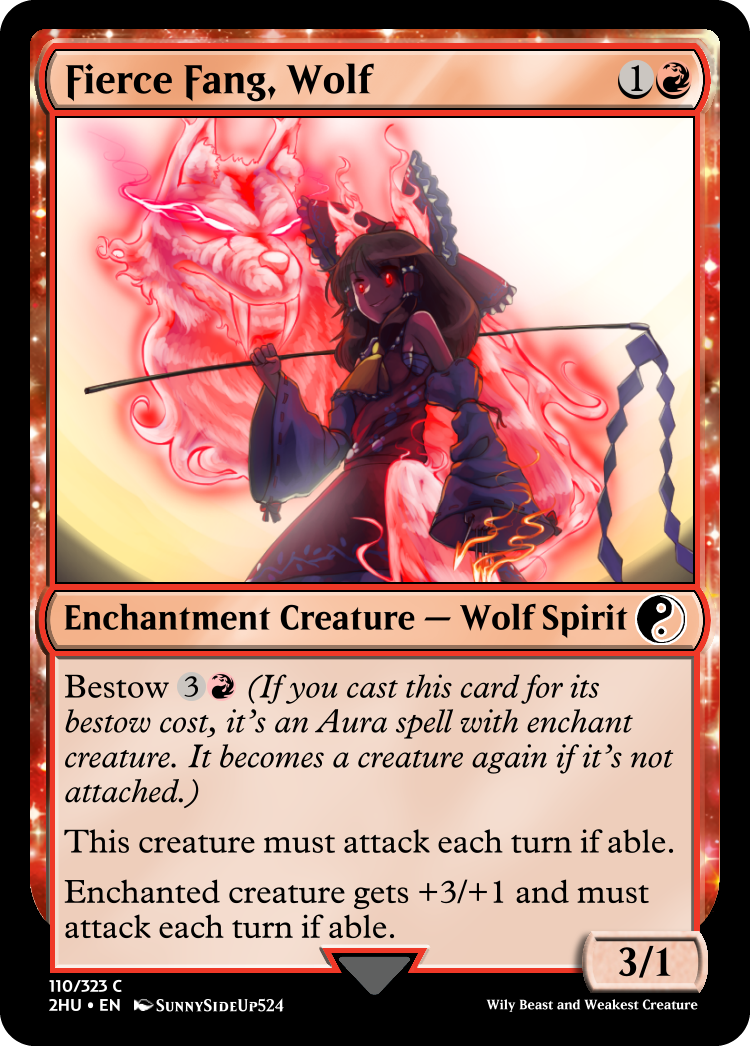 Fierce Fang, Wolf 1
Enchantment Creature — Wolf Spirit
Bestow 3 (If you cast this card for its
bestow cost, it's an Aura spell with enchant
creature. It becomes a creature again if it's not
attached.)
This creature must attack each turn if able.
Enchanted creature gets +3/+1 and must
attack each turn if able.
3/1
110/323 C
2HU • EN SunnySideUp524
Wily Beast and Weakest Creature